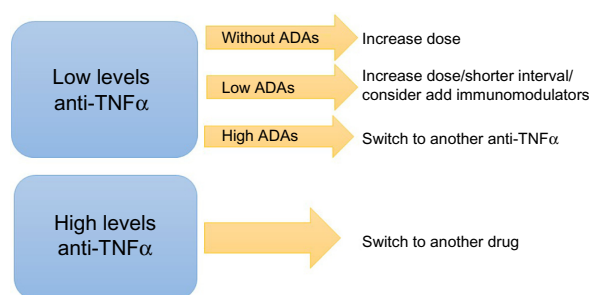 Low levels
anti-TNFα
Without ADAs
Increase dose
Low ADAs
Increase dose/shorter interval/
consider add immunomodulators
High ADAs
Switch to another anti-TNFα
High levels
anti-TNFα
Switch to another drug